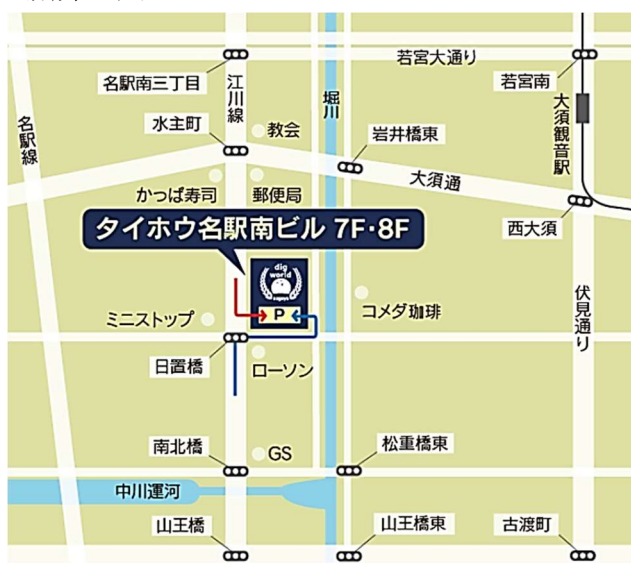 若宮大通り
名駅南三丁目
江川線
堀川
若宮南
大須観音駅
名駅線
水主町
教会
岩井橋東
大須通
かっぱ寿司
郵便局
西大須
タイホウ名駅南ビル 7F・8F
dig
world
P
ミニストップ
コメダ珈琲
伏見通り
日置橋
ローソン
南北橋
GS
松重橋東
中川運河
山王橋
山王橋東
古渡町